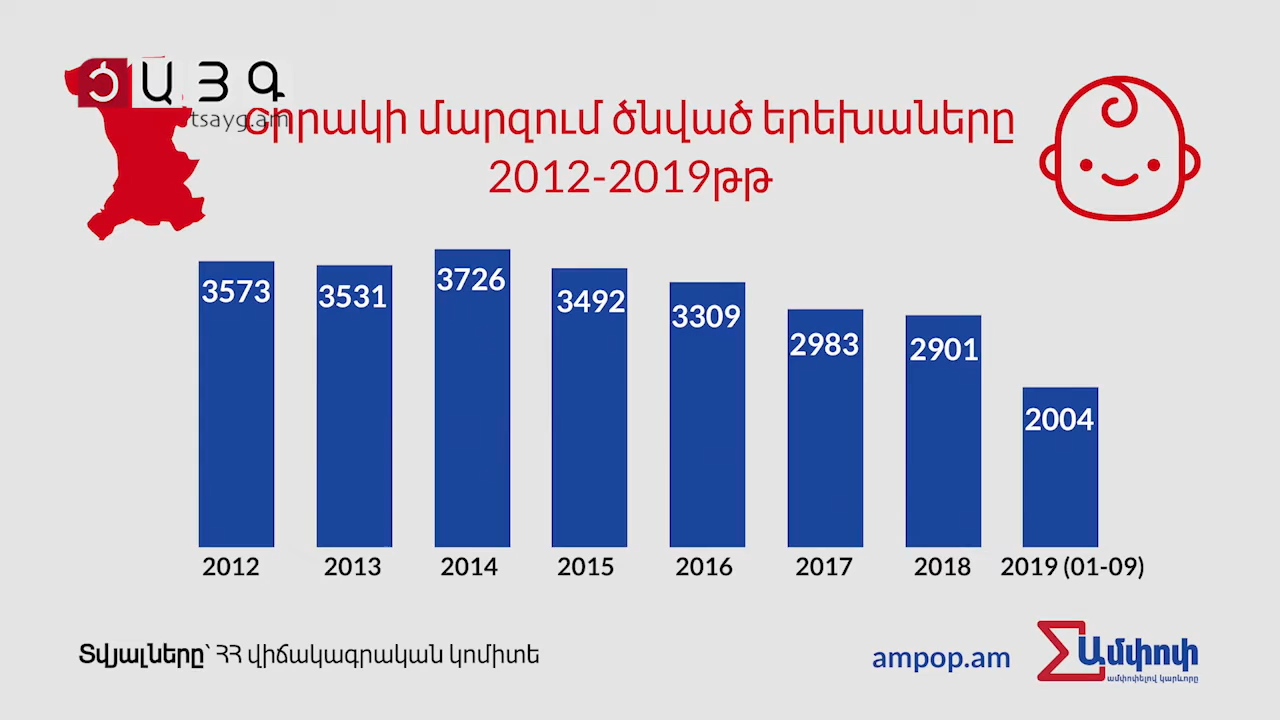 ՑԱՅԳ
tsayg.am
Շիրակի մարզում ծնված երեխաները
2012-2019թթ
3573 3531 3726 3492 3309 2983 2901 2004
2012 2013 2014 2015 2016 2017 2018 2019 (01-09)
Տվյալները՝ ՀՀ վիճակագրական կոմիտե
ampop.am
Ամփոփ
ամփոփելով կարևորը